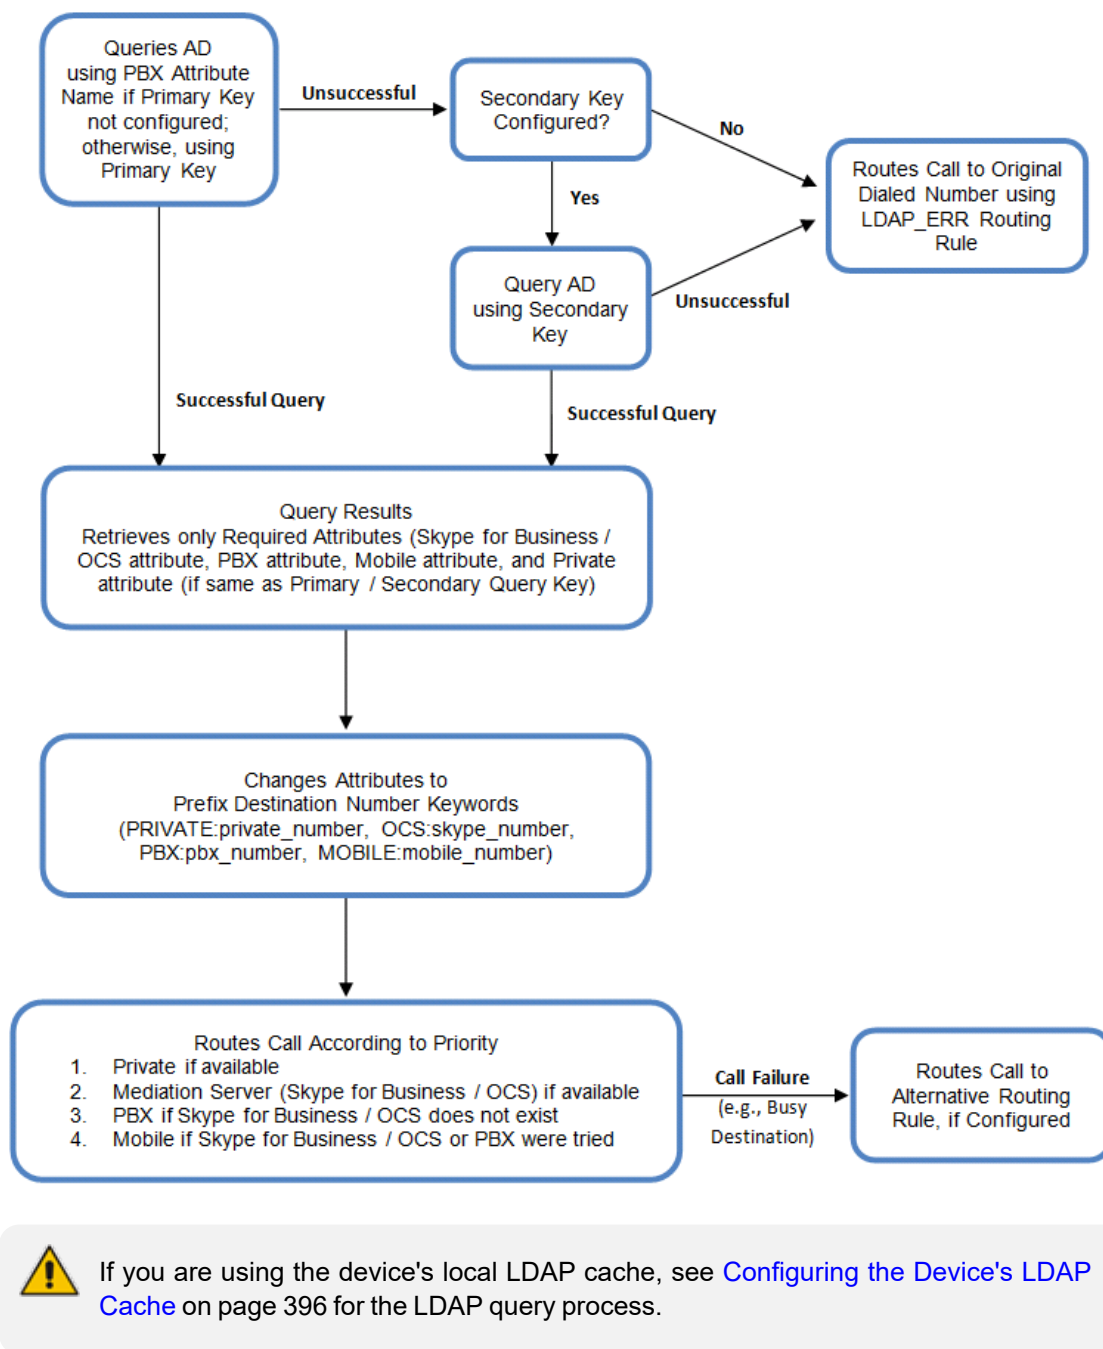 Queries AD
using PBX Attribute
Name if Primary Key
not configured;
otherwise, using
Primary Key
Unsuccessful
Secondary Key
Configured?
No
Routes Call to Original
Dialed Number using
LDAP_ERR Routing
Rule
Yes
Query AD
using Secondary
Key
Unsuccessful
Successful Query
Successful Query
Query Results
Retrieves only Required Attributes (Skype for Business /
OCS attribute, PBX attribute, Mobile attribute, and Private
attribute (if same as Primary / Secondary Query Key)
Changes Attributes to
Prefix Destination Number Keywords
(PRIVATE:private_number, OCS:skype_number,
PBX:pbx_number, MOBILE:mobile_number)
Routes Call According to Priority
1. Private if available
2. Mediation Server (Skype for Business / OCS) if available
3. PBX if Skype for Business / OCS does not exist
4. Mobile if Skype for Business / OCS or PBX were tried
Call Failure
(e.g., Busy
Destination)
Routes Call to
Alternative Routing
Rule, if Configured
If you are using the device's local LDAP cache, see Configuring the Device's LDAP
Cache on page 396 for the LDAP query process.